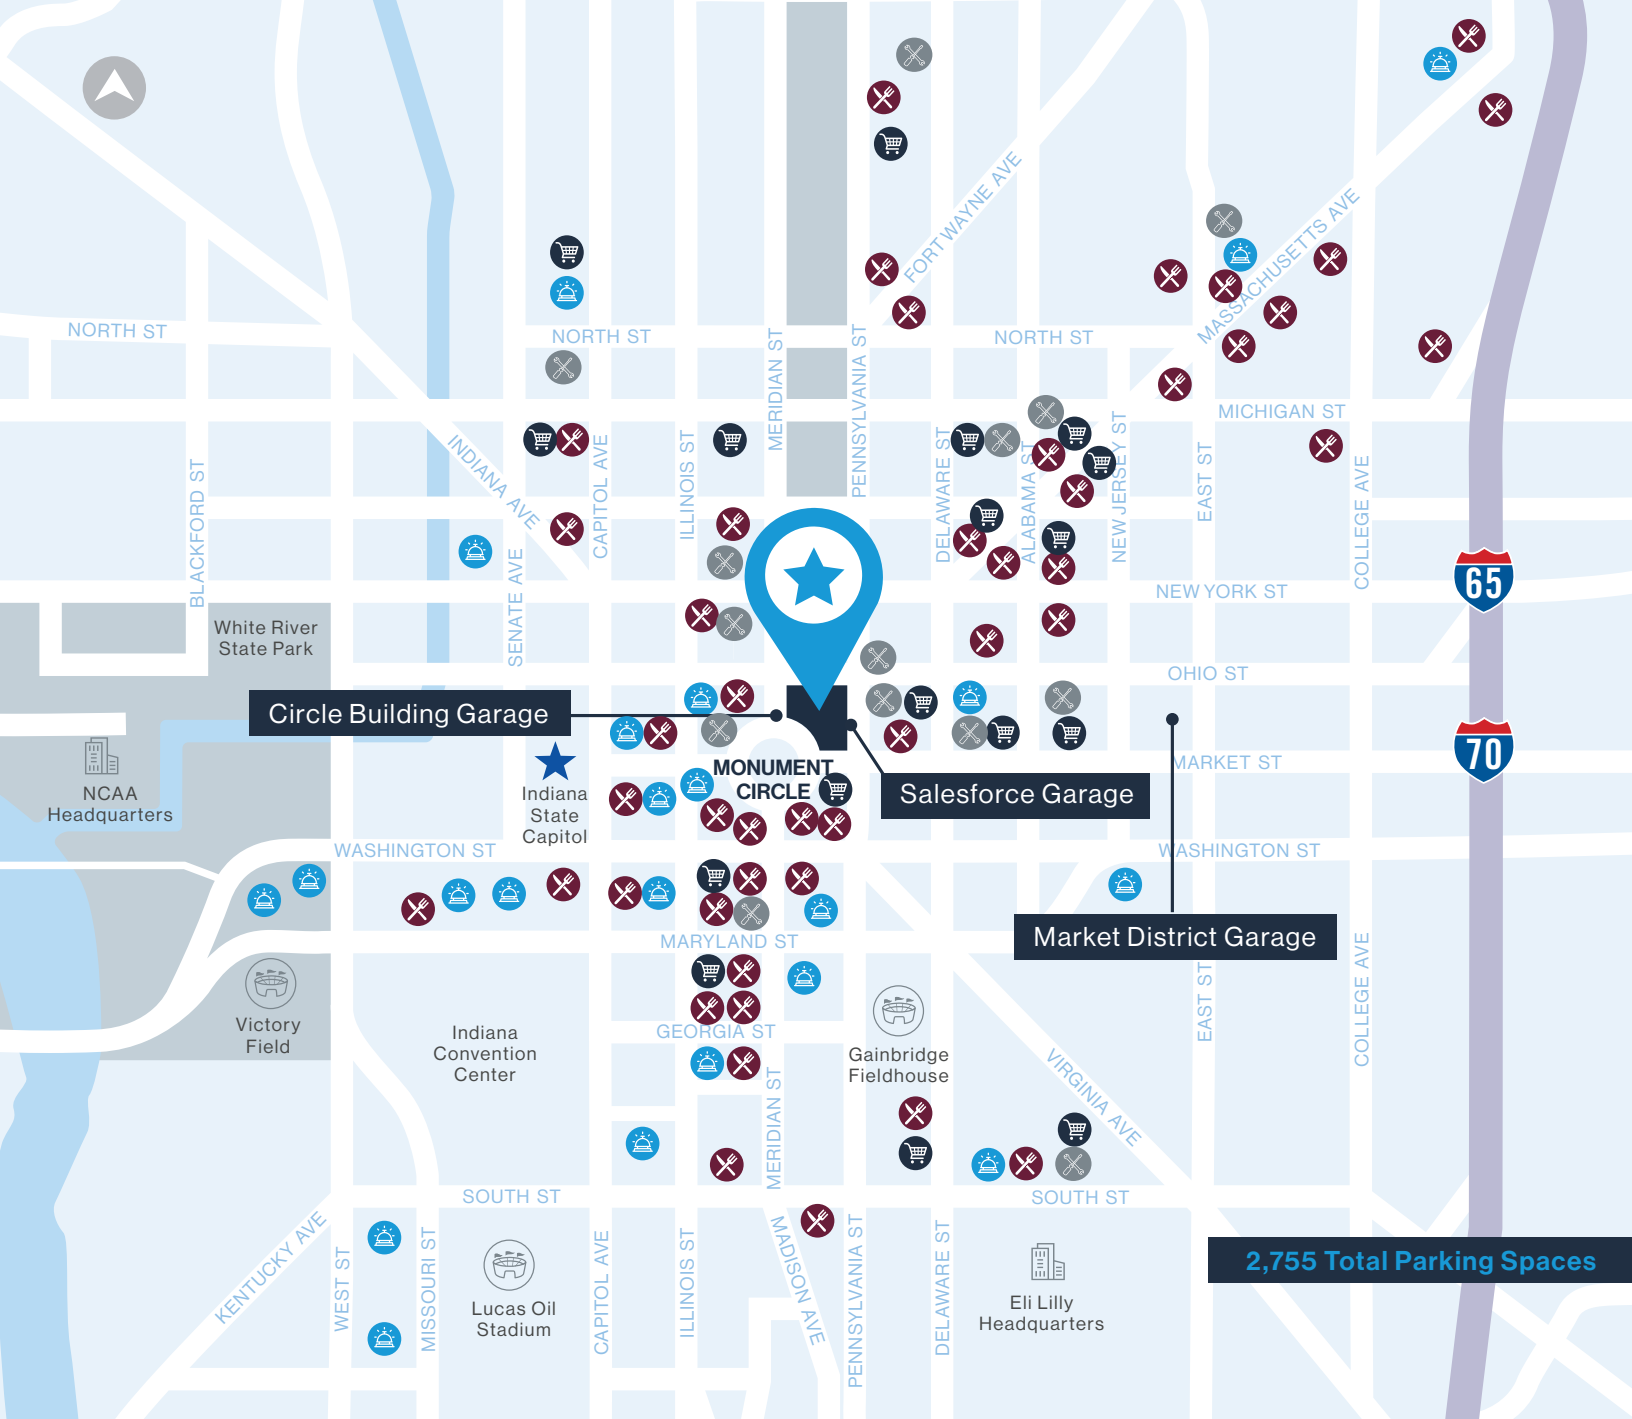 NORTH ST
NORTH ST
NORTH ST
FORT WAYNE AVE
MASSACHUSETTS AVE
MERIDIAN ST
PENNSYLVANIA ST
MICHIGAN ST
INDIANA AVE
BLACKFORD ST
CAPITOL AVE
ILLINOIS ST
DELAWARE ST
ALABAMA ST
NEW JERSEY ST
EAST ST
COLLEGE AVE
SENATE AVE
65
NEW YORK ST
White River
State Park
OHIO ST
Circle Building Garage
70
MARKET ST
MONUMENT
CIRCLE
Salesforce Garage
NCAA
Headquarters
Indiana
State
Capitol
WASHINGTON ST
WASHINGTON ST
Market District Garage
MARYLAND ST
EAST ST
COLLEGE AVE
Victory
Field
Indiana
Convention
Center
GEORGIA ST
Gainbridge
Fieldhouse
VIRGINIA AVE
MERIDIAN ST
SOUTH ST
SOUTH ST
KENTUCKY AVE
WEST ST
MISSOURI ST
Lucas Oil
Stadium
CAPITOL AVE
ILLINOIS ST
MADISON AVE
PENNSYLVANIA ST
DELAWARE ST
Eli Lilly
Headquarters
2,755 Total Parking Spaces